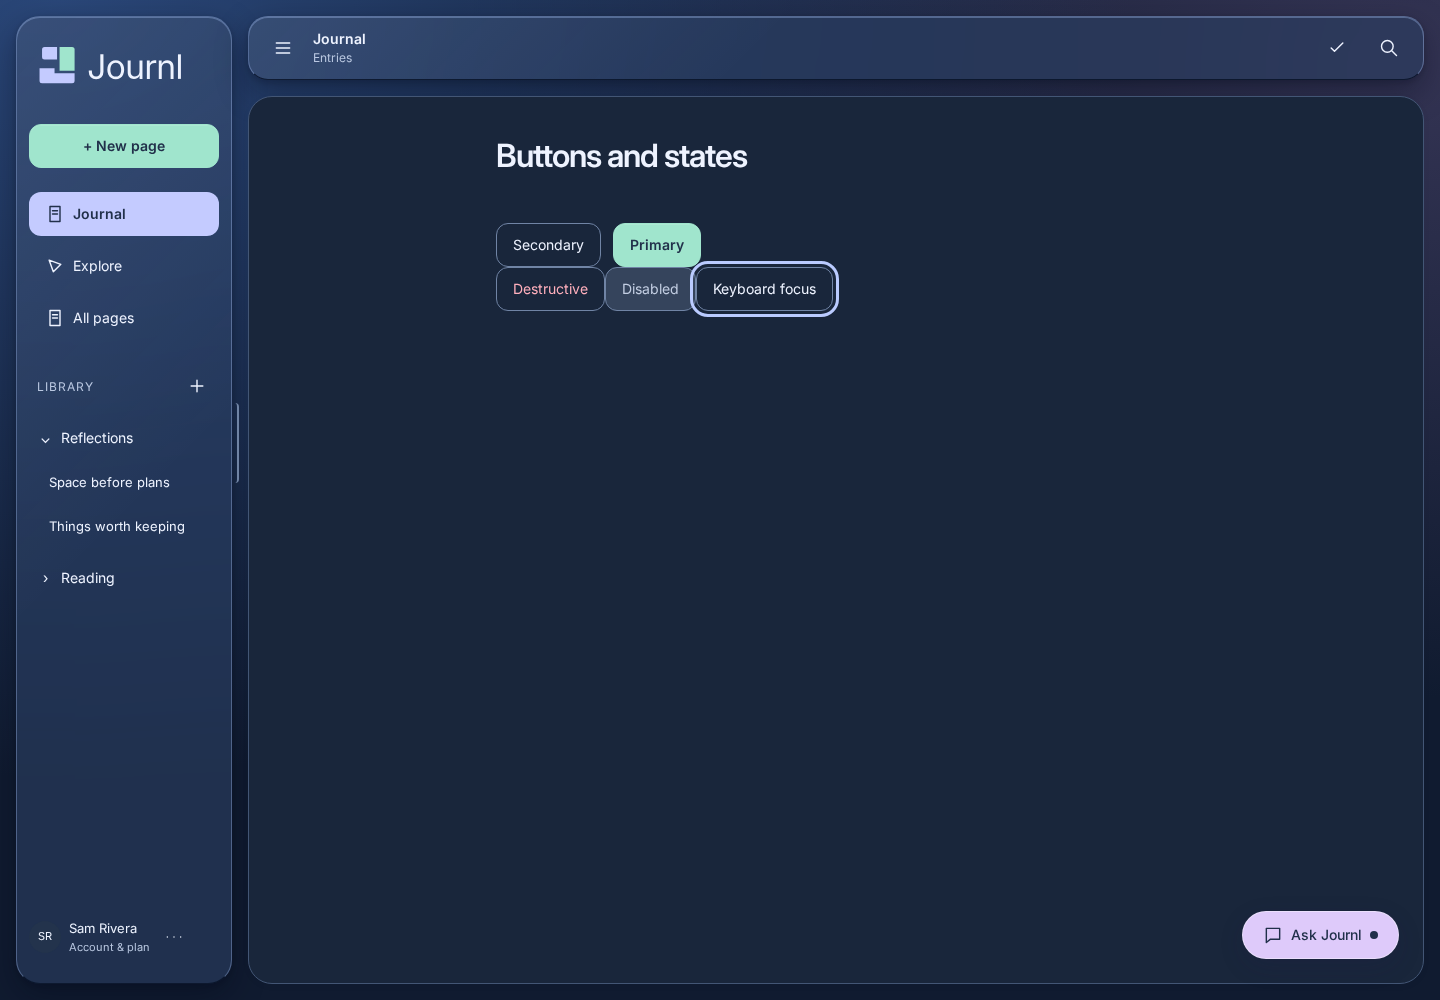 Journl
+ New page
Journal
Explore
All pages
LIBRARY
Reflections
Space before plans
Things worth keeping
Reading
SR
Sam Rivera
Account & plan
...
Journal
Entries
Buttons and states
Secondary
Primary
Destructive
Disabled
Keyboard focus
Ask Journl